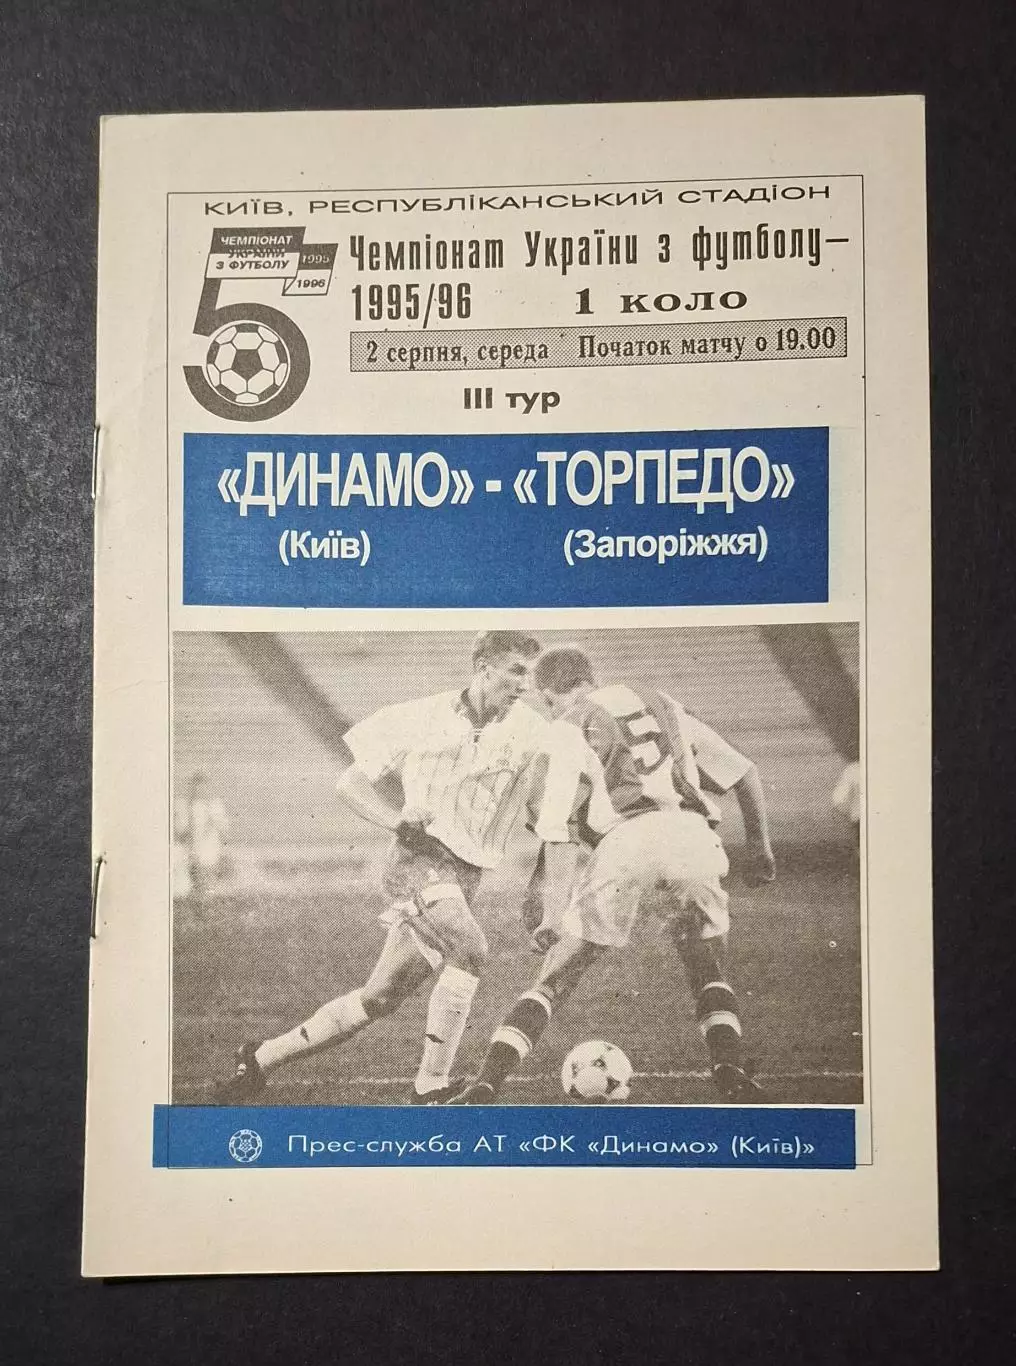 КИЇВ, РЕСПУБЛІКАНСЬКИЙ СТАДІОН
ЧЕМПІОНАТ
УКРАЇНИ
З ФУТБОЛУ
1995
1996
5
Чемпіонат України з футболу—
1995/96 1 коло
2 серпня, середа Початок матчу о 19.00
III тур
«ДИНАМО» - «ТОРПЕДО»
(Київ) (Запоріжжя)
5
Прес-служба АТ «ФК «Динамо» (Київ)»